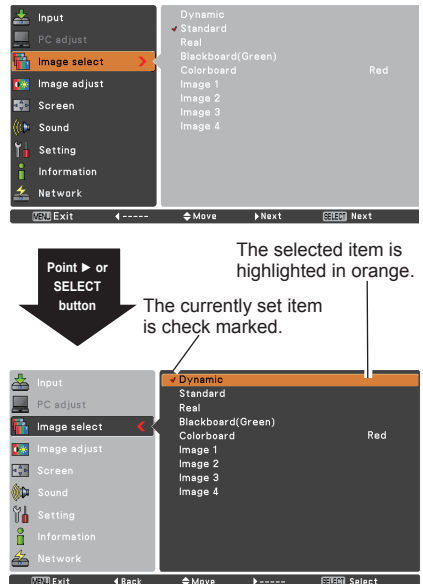 Input
PC adjust
Image select
Image adjust
Screen
Sound
Setting
Information
Network
Dynamic
✔ Standard
Real
Blackboard(Green)
Colorboard Red
Image 1
Image 2
Image 3
Image 4
MENU Exit ◀----- ◆Move ▶Next SELECT Next
Point ► or
SELECT
button
The selected item is
highlighted in orange.
The currently set item
is check marked.
Input
PC adjust
Image select
Image adjust
Screen
Sound
Setting
Information
Network
✔ Dynamic
Standard
Real
Blackboard(Green)
Colorboard Red
Image 1
Image 2
Image 3
Image 4
MENU Exit ◀Back ◆Move ▶----- SELECT Select